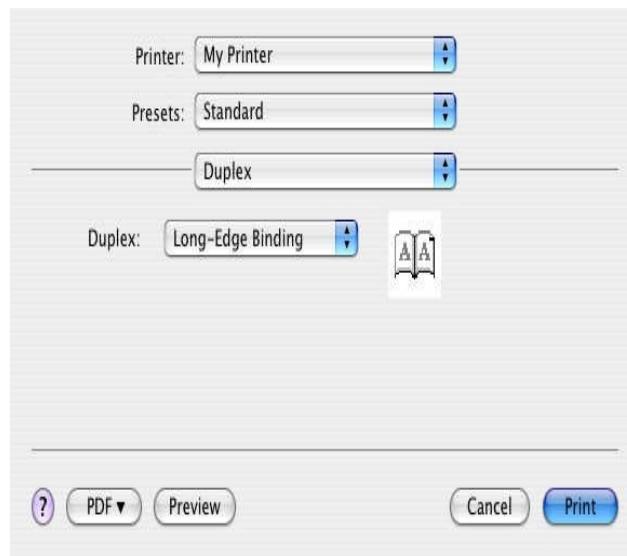 Printer: My Printer
Presets: Standard
Duplex
Duplex: Long-Edge Binding
A A
? PDF ▾ Preview Cancel Print